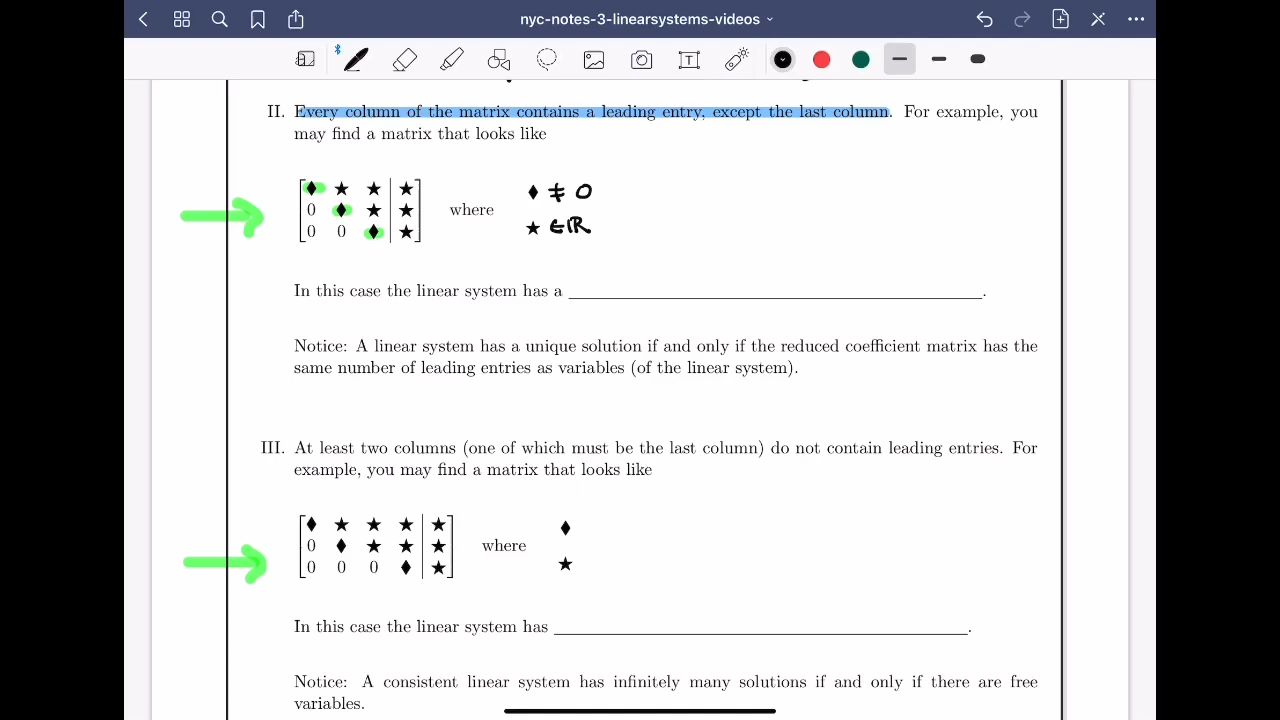 nyc-notes-3-linearsystems-videos
II. Every column of the matrix contains a leading entry, except the last column. For example, you
may find a matrix that looks like
♦ ★ ★ | ★
0 ♦ ★ | ★ where ♦ ≠ 0
0 0 ♦ | ★ ★ ∈ ℝ
In this case the linear system has a ____________________.
Notice: A linear system has a unique solution if and only if the reduced coefficient matrix has the
same number of leading entries as variables (of the linear system).
III. At least two columns (one of which must be the last column) do not contain leading entries. For
example, you may find a matrix that looks like
♦ ★ ★ ★ | ★ ♦
0 ♦ ★ ★ | ★ where
0 0 0 ♦ | ★ ★
In this case the linear system has ____________________.
Notice: A consistent linear system has infinitely many solutions if and only if there are free
variables.